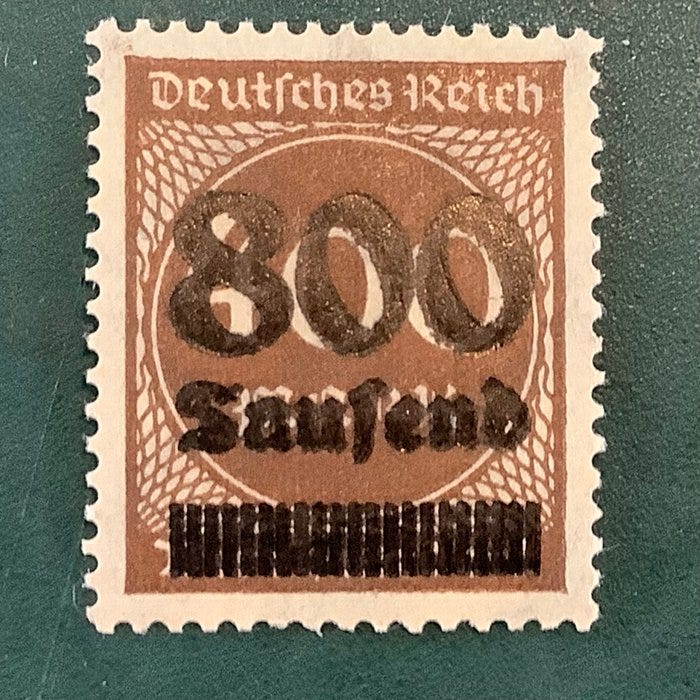 Deutſches Reich
800
Tauſend